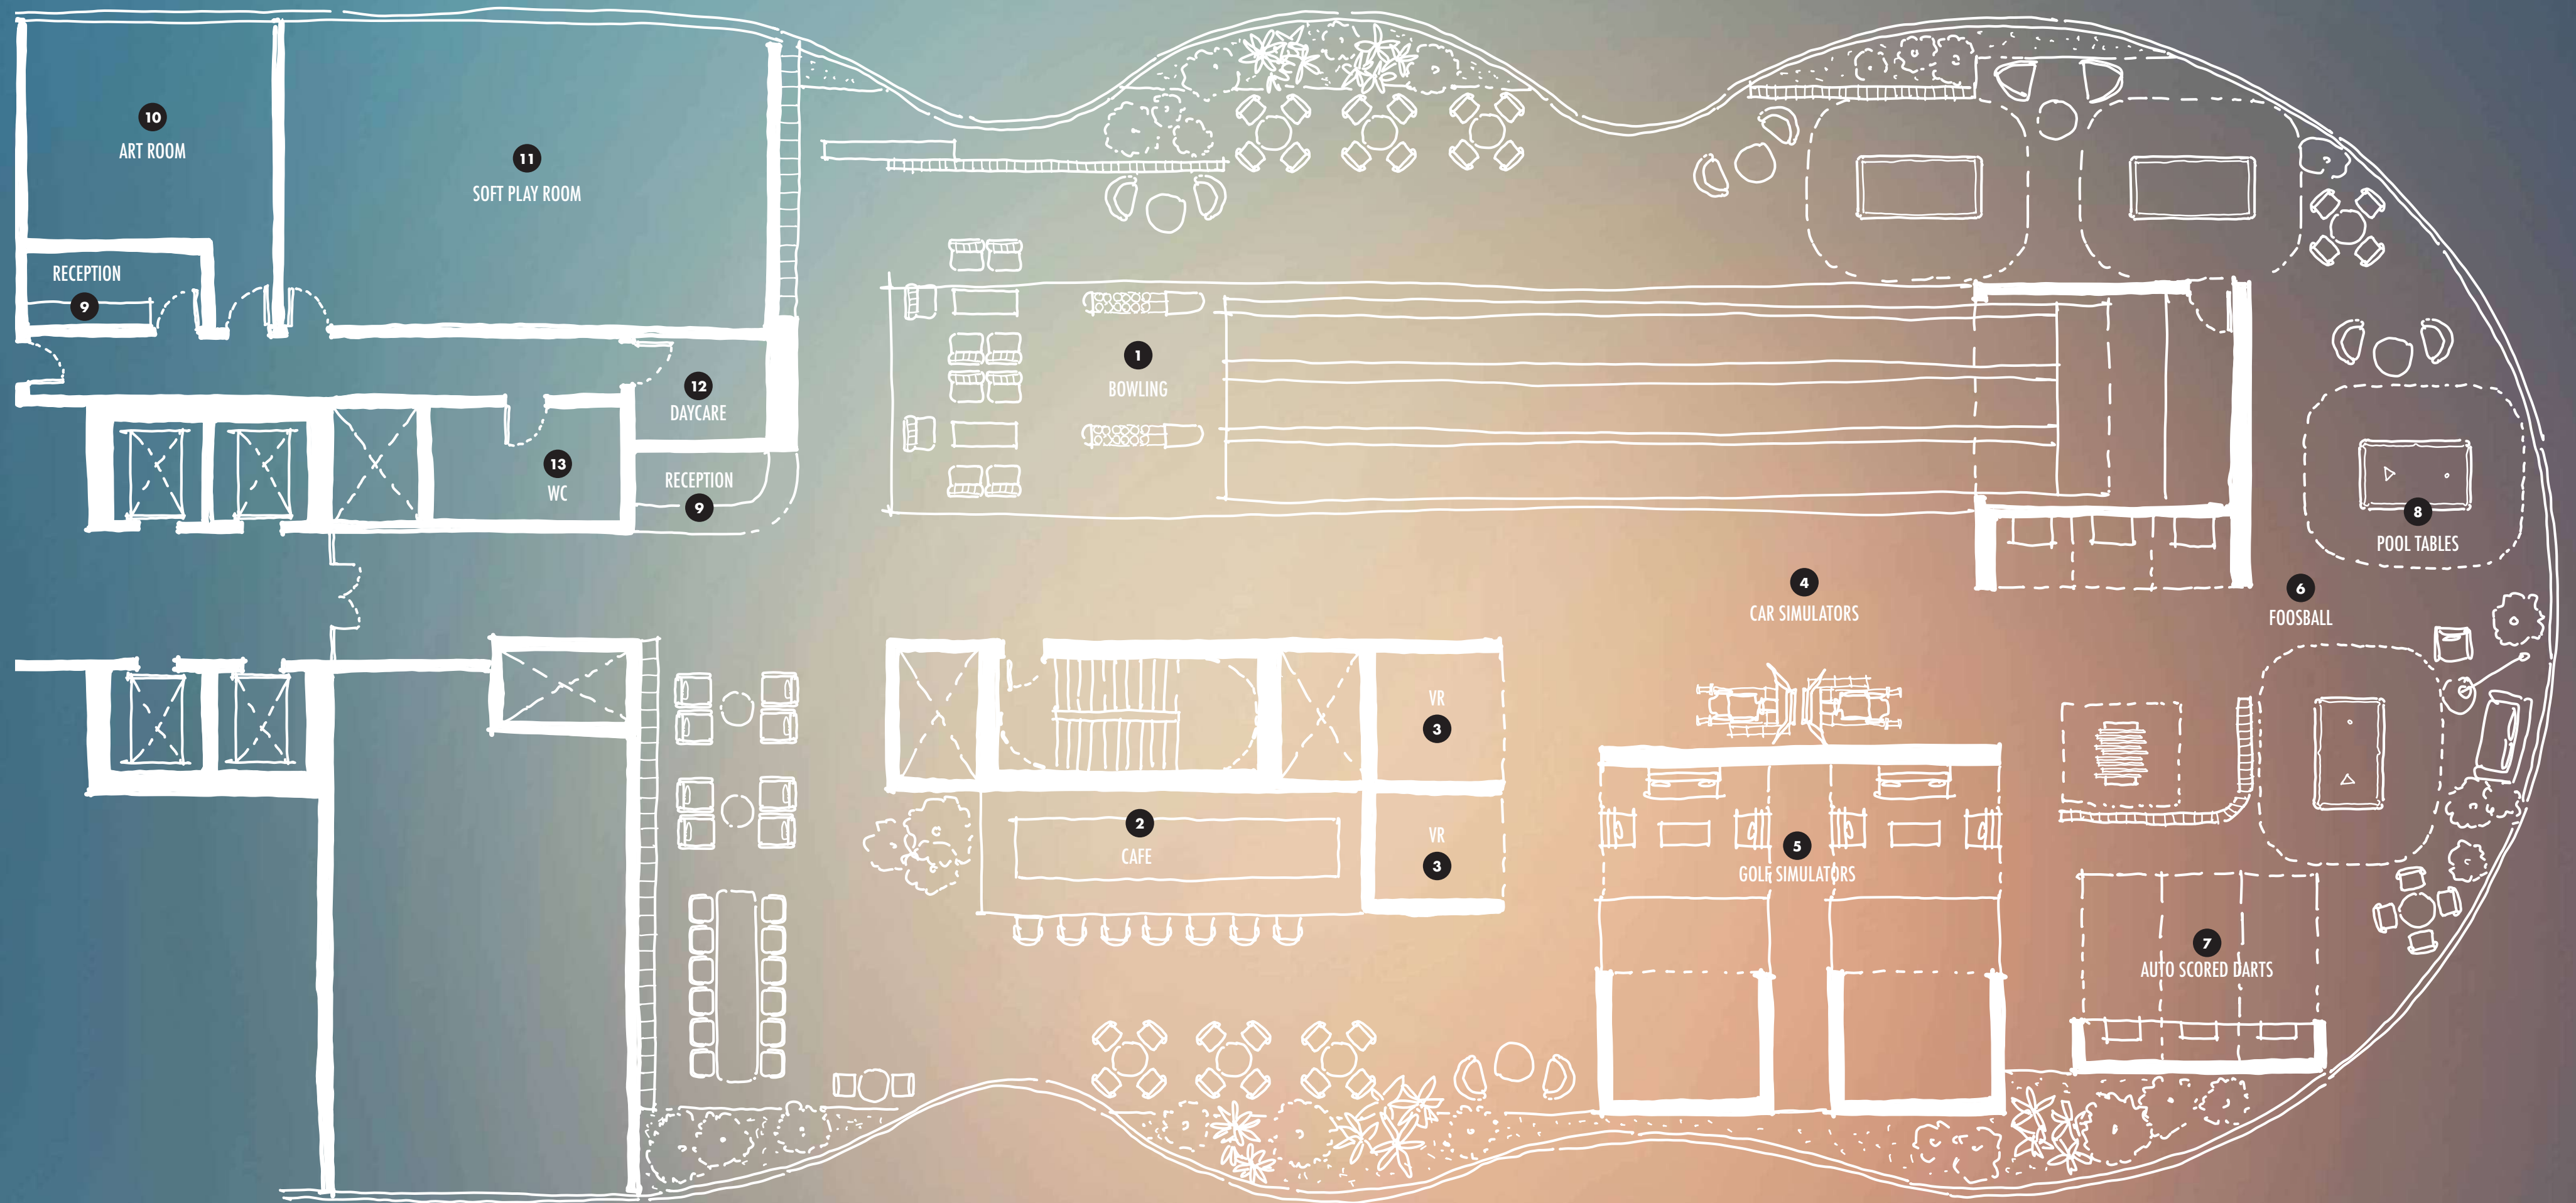 10
ART ROOM
11
SOFT PLAY ROOM
RECEPTION
9
12
DAYCARE
13
WC
RECEPTION
9
1
BOWLING
8
POOL TABLES
4
CAR SIMULATORS
6
FOOSBALL
VR
3
2
CAFE
VR
3
5
GOLF SIMULATORS
7
AUTO SCORED DARTS